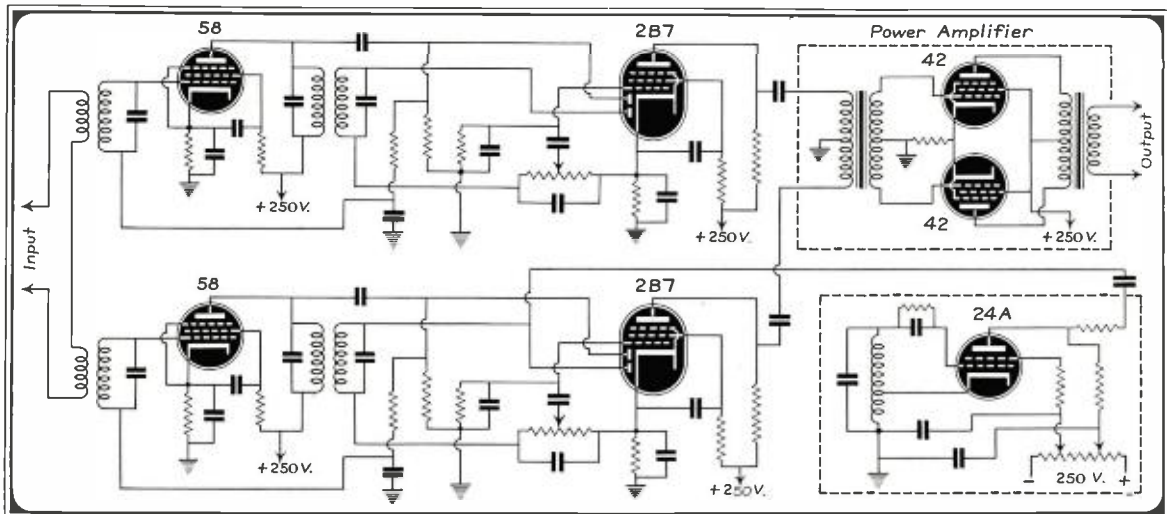 58
2B7
Power Amplifier
42
42
Output
+250V.
+250V.
+250V.
Input
58
2B7
24A
+250V.
+250V.
- 250 V. +